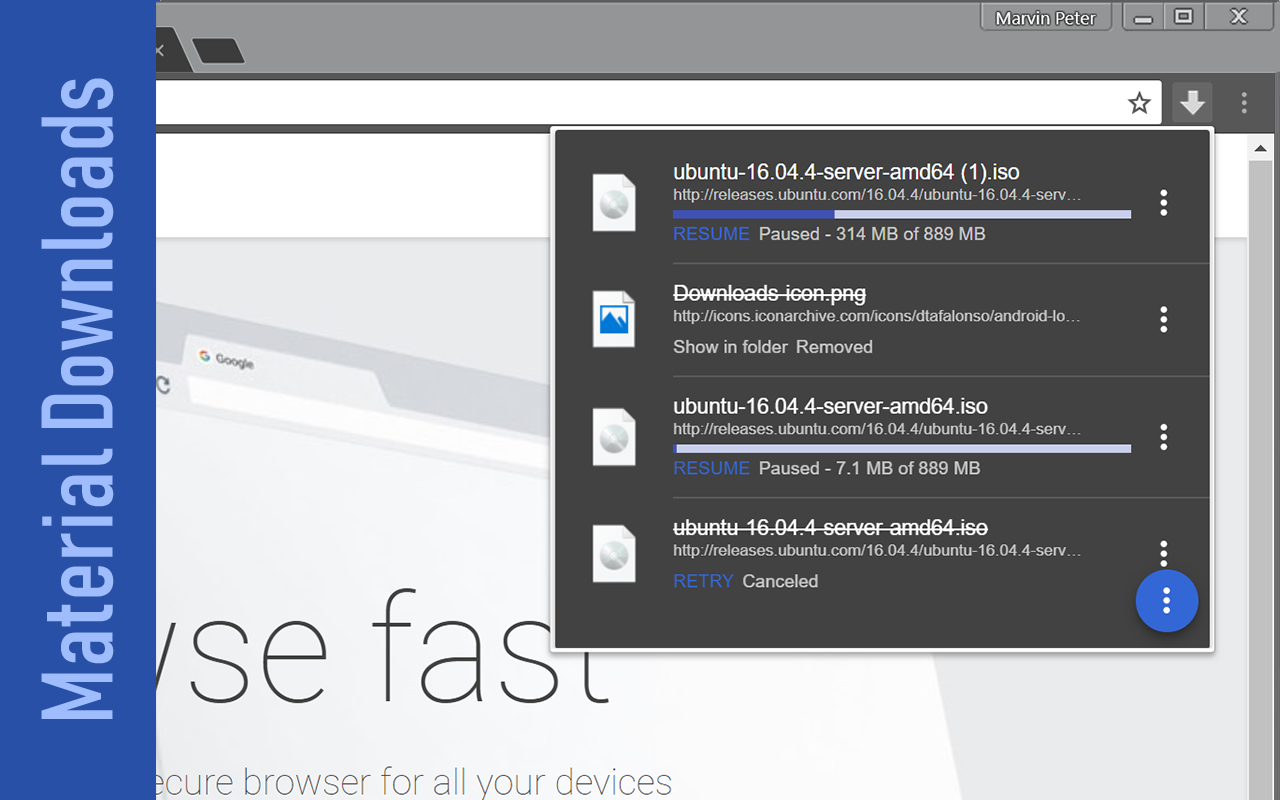 Material Downloads
Marvin Peter
ubuntu-16.04.4-server-amd64 (1).iso
http://releases.ubuntu.com/16.04.4/ubuntu-16.04.4-serv…
RESUME Paused - 314 MB of 889 MB
Downloads-icon.png
http://icons.iconarchive.com/icons/dtafalonso/android-lo…
Show in folder Removed
ubuntu-16.04.4-server-amd64.iso
http://releases.ubuntu.com/16.04.4/ubuntu-16.04.4-serv…
RESUME Paused - 7.1 MB of 889 MB
ubuntu-16.04.4-server-amd64.iso
http://releases.ubuntu.com/16.04.4/ubuntu-16.04.4-serv…
RETRY Canceled
Google
wse fast
ecure browser for all your devices